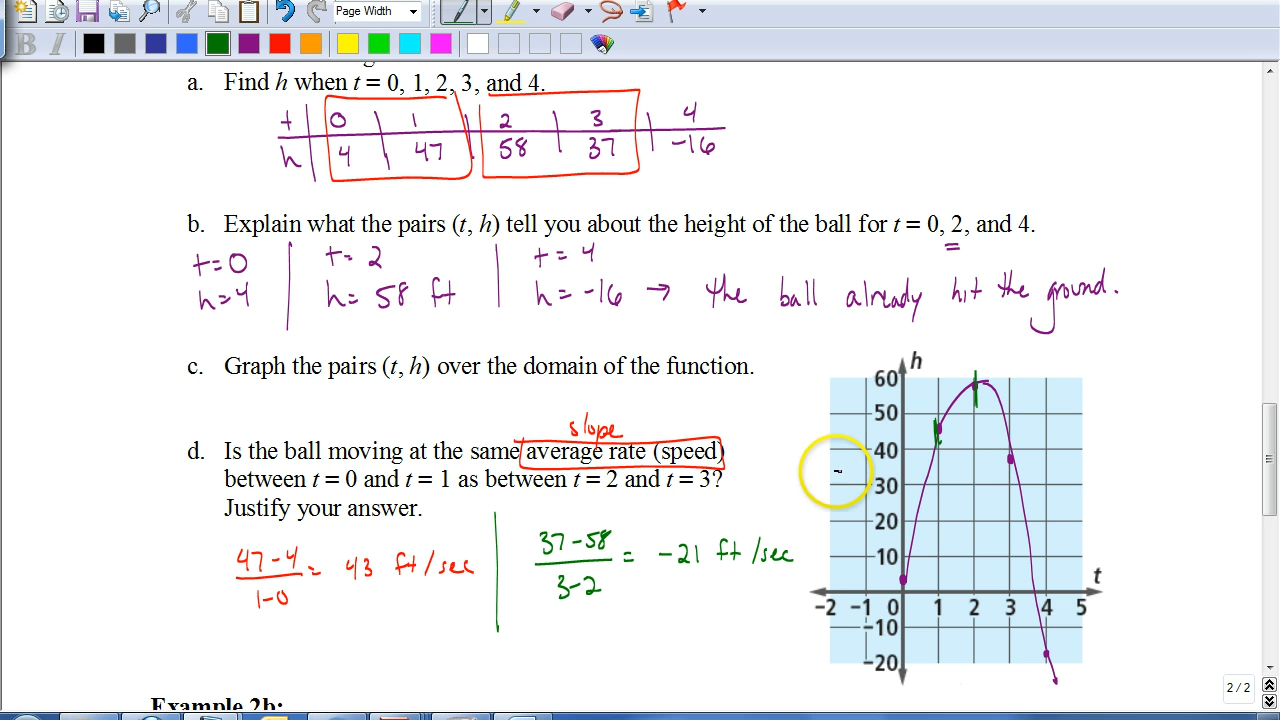 Page Width
B I
a. Find h when t = 0, 1, 2, 3, and 4.
t 0 1 2 3 4
h 4 47 58 37 -16
b. Explain what the pairs (t, h) tell you about the height of the ball for t = 0, 2, and 4.
t=0 t=2 t=4
h=4 h=58 ft h=-16 → the ball already hit the ground.
c. Graph the pairs (t, h) over the domain of the function.
slope
d. Is the ball moving at the same average rate (speed)
between t = 0 and t = 1 as between t = 2 and t = 3?
Justify your answer.
47-4
1-0
= 43 ft/sec
37-58
3-2
= -21 ft/sec
h
60
50
40
30
20
10
t
-2 -1 0 1 2 3 4 5
-10
-20
2 / 2
Example 2b: